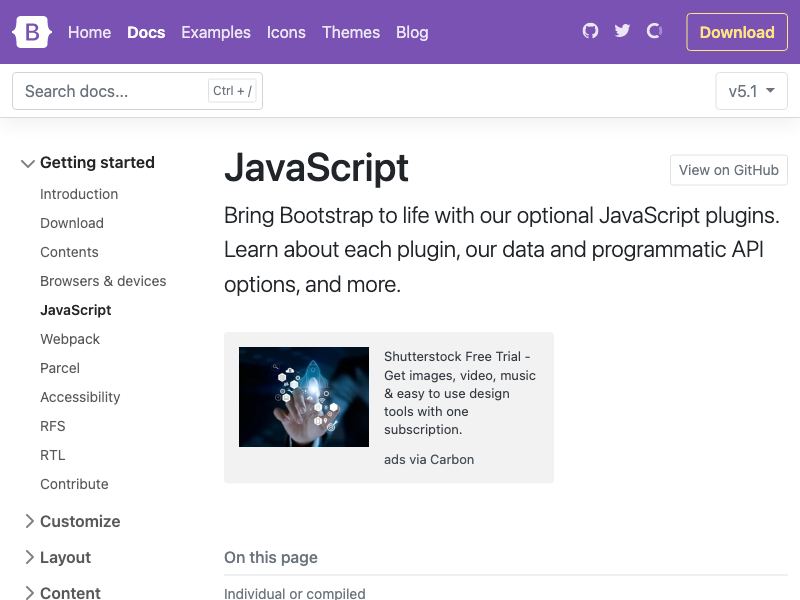 B Home Docs Examples Icons Themes Blog Download
Search docs... Ctrl + / v5.1
Getting started
Introduction
Download
Contents
Browsers & devices
JavaScript
Webpack
Parcel
Accessibility
RFS
RTL
Contribute
Customize
Layout
Content
JavaScript
View on GitHub
Bring Bootstrap to life with our optional JavaScript plugins.
Learn about each plugin, our data and programmatic API
options, and more.
Shutterstock Free Trial -
Get images, video, music
& easy to use design
tools with one
subscription.
ads via Carbon
On this page
Individual or compiled